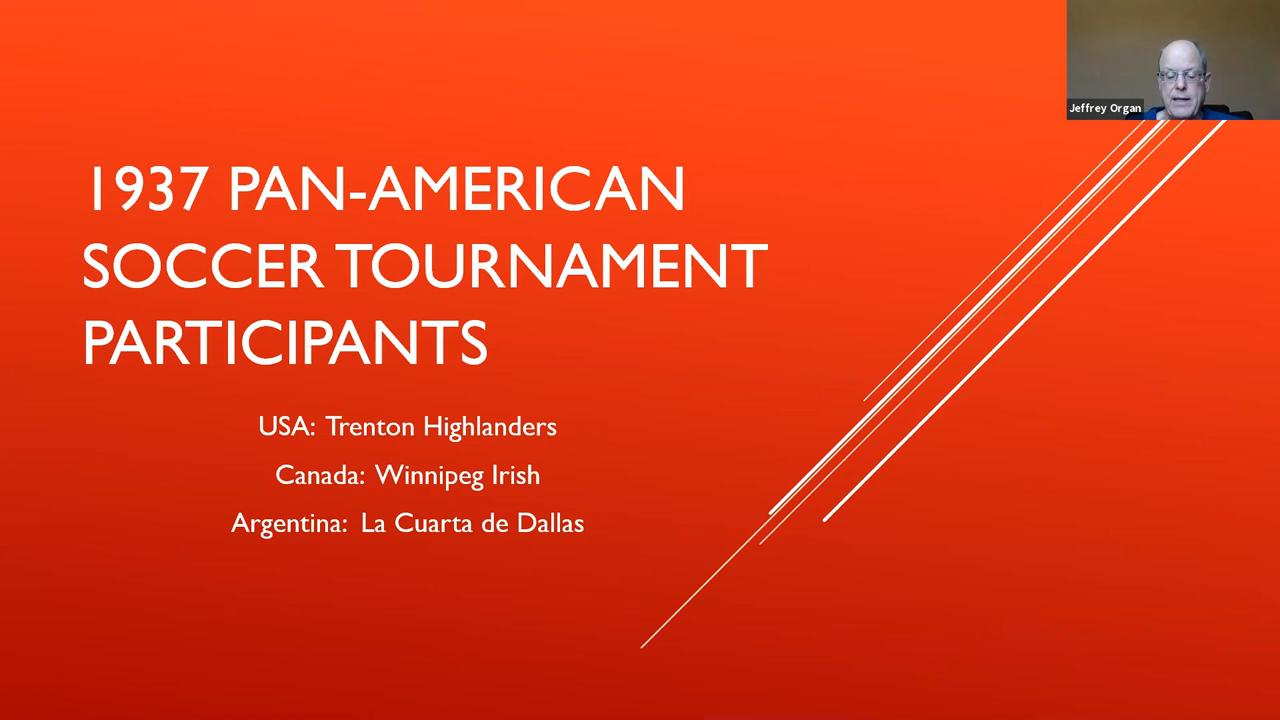 Jeffrey Organ
1937 PAN-AMERICAN
SOCCER TOURNAMENT
PARTICIPANTS
USA: Trenton Highlanders
Canada: Winnipeg Irish
Argentina: La Cuarta de Dallas